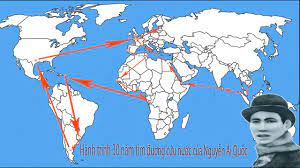 Hành trình 30 năm tìm đường cứu nước của Nguyễn Ái Quốc